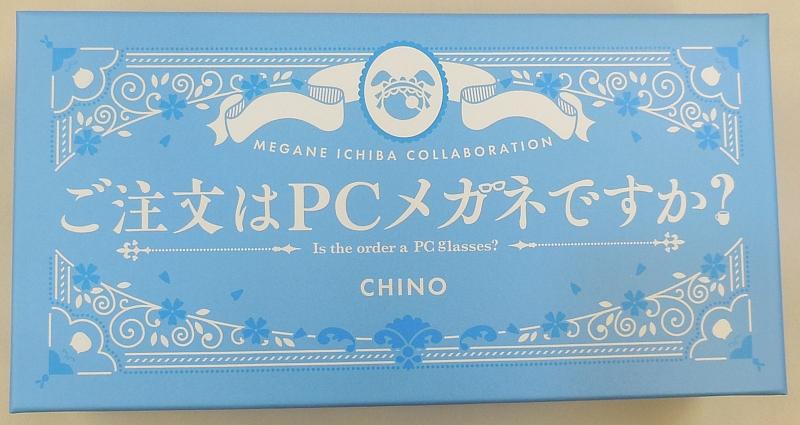 MEGANE ICHIBA COLLABORATION
ご注文はPCメガネですか?
Is the order a PC glasses?
CHINO